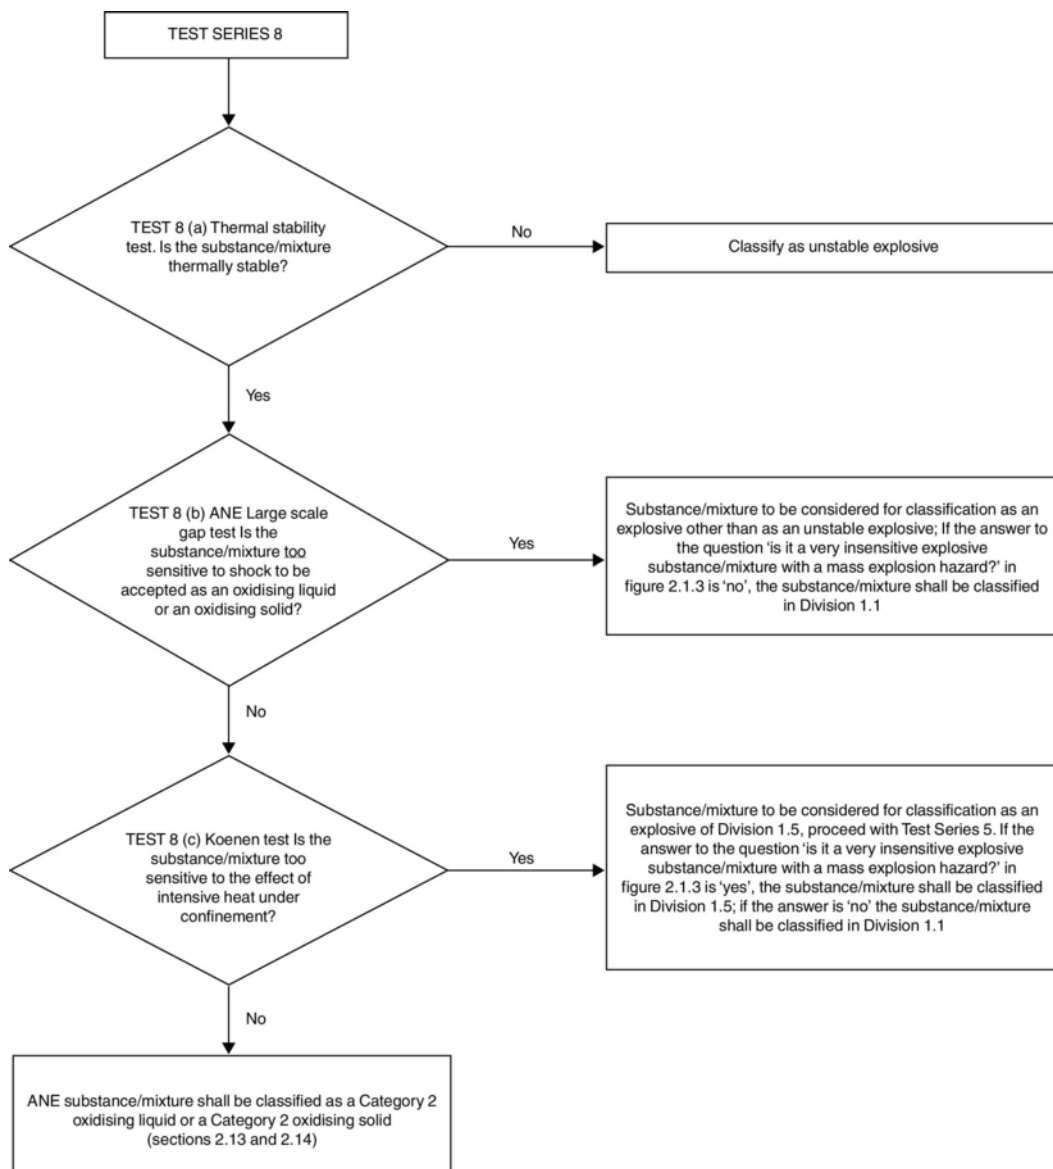 TEST SERIES 8
TEST 8 (a) Thermal stability
test. Is the substance/mixture
thermally stable?
No
Classify as unstable explosive
Yes
TEST 8 (b) ANE Large scale
gap test Is the
substance/mixture too
sensitive to shock to be
accepted as an oxidising liquid
or an oxidising solid?
Yes
Substance/mixture to be considered for classification as an
explosive other than as an unstable explosive; If the answer to
the question ‘is it a very insensitive explosive
substance/mixture with a mass explosion hazard?’ in
figure 2.1.3 is ‘no’, the substance/mixture shall be classified
in Division 1.1
No
TEST 8 (c) Koenen test Is the
substance/mixture too
sensitive to the effect of
intensive heat under
confinement?
Yes
Substance/mixture to be considered for classification as an
explosive of Division 1.5, proceed with Test Series 5. If the
answer to the question ‘is it a very insensitive explosive
substance/mixture with a mass explosion hazard?’ in
figure 2.1.3 is ‘yes’, the substance/mixture shall be classified
in Division 1.5; if the answer is ‘no’ the substance/mixture
shall be classified in Division 1.1
No
ANE substance/mixture shall be classified as a Category 2
oxidising liquid or a Category 2 oxidising solid
(sections 2.13 and 2.14)